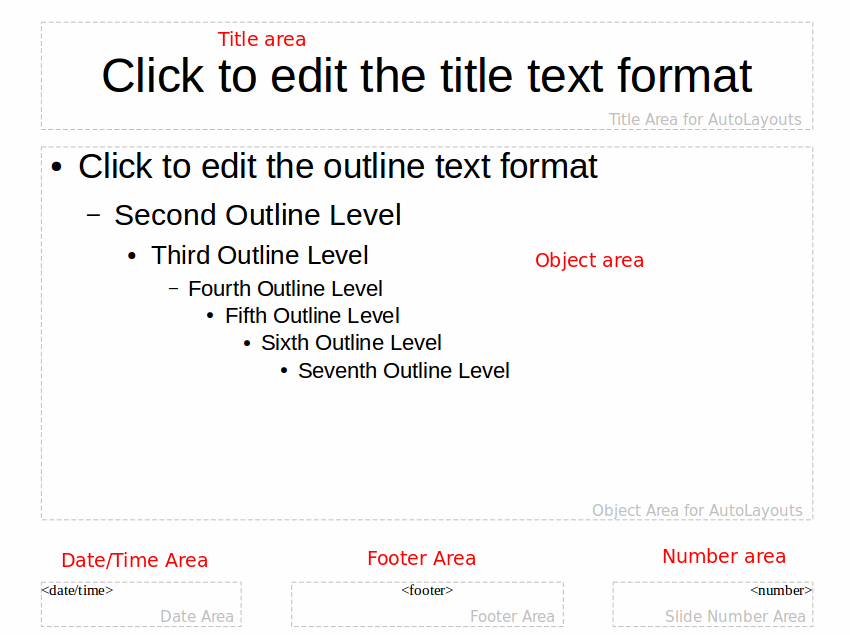 Title area
Click to edit the title text format
Title Area for AutoLayouts
• Click to edit the outline text format
– Second Outline Level
• Third Outline Level
Object area
– Fourth Outline Level
• Fifth Outline Level
• Sixth Outline Level
• Seventh Outline Level
Object Area for AutoLayouts
Date/Time Area
Footer Area
Number area
<date/time>
<footer>
<number>
Date Area
Footer Area
Slide Number Area